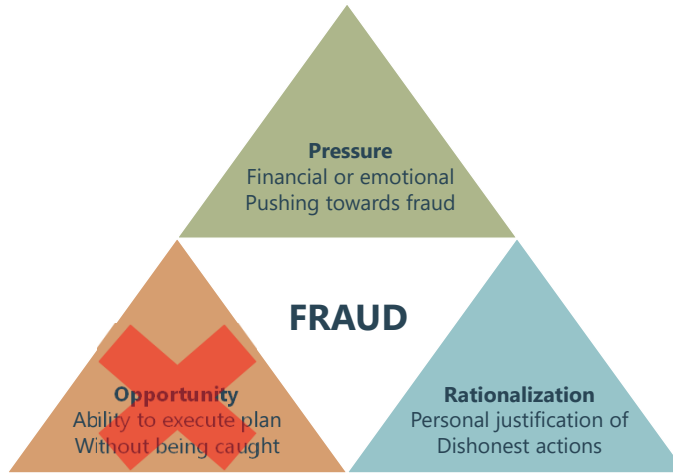 Pressure
Financial or emotional
Pushing towards fraud
FRAUD
Opportunity
Ability to execute plan
Without being caught
Rationalization
Personal justification of
Dishonest actions